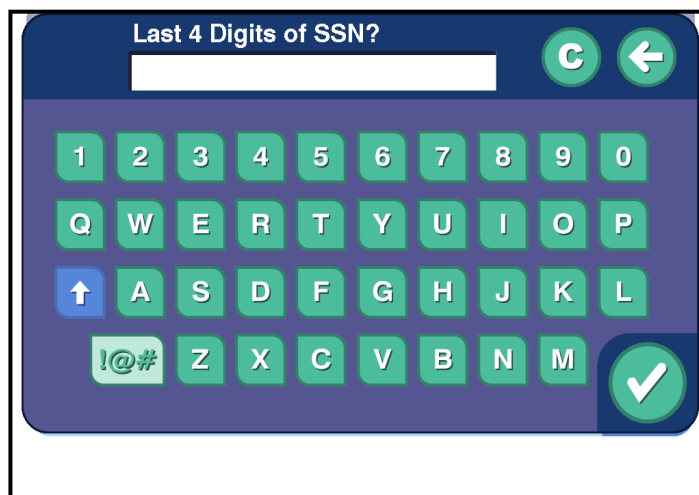 Last 4 Digits of SSN?
C
1 2 3 4 5 6 7 8 9 0
Q W E R T Y U I O P
A S D F G H J K L
!@# Z X C V B N M